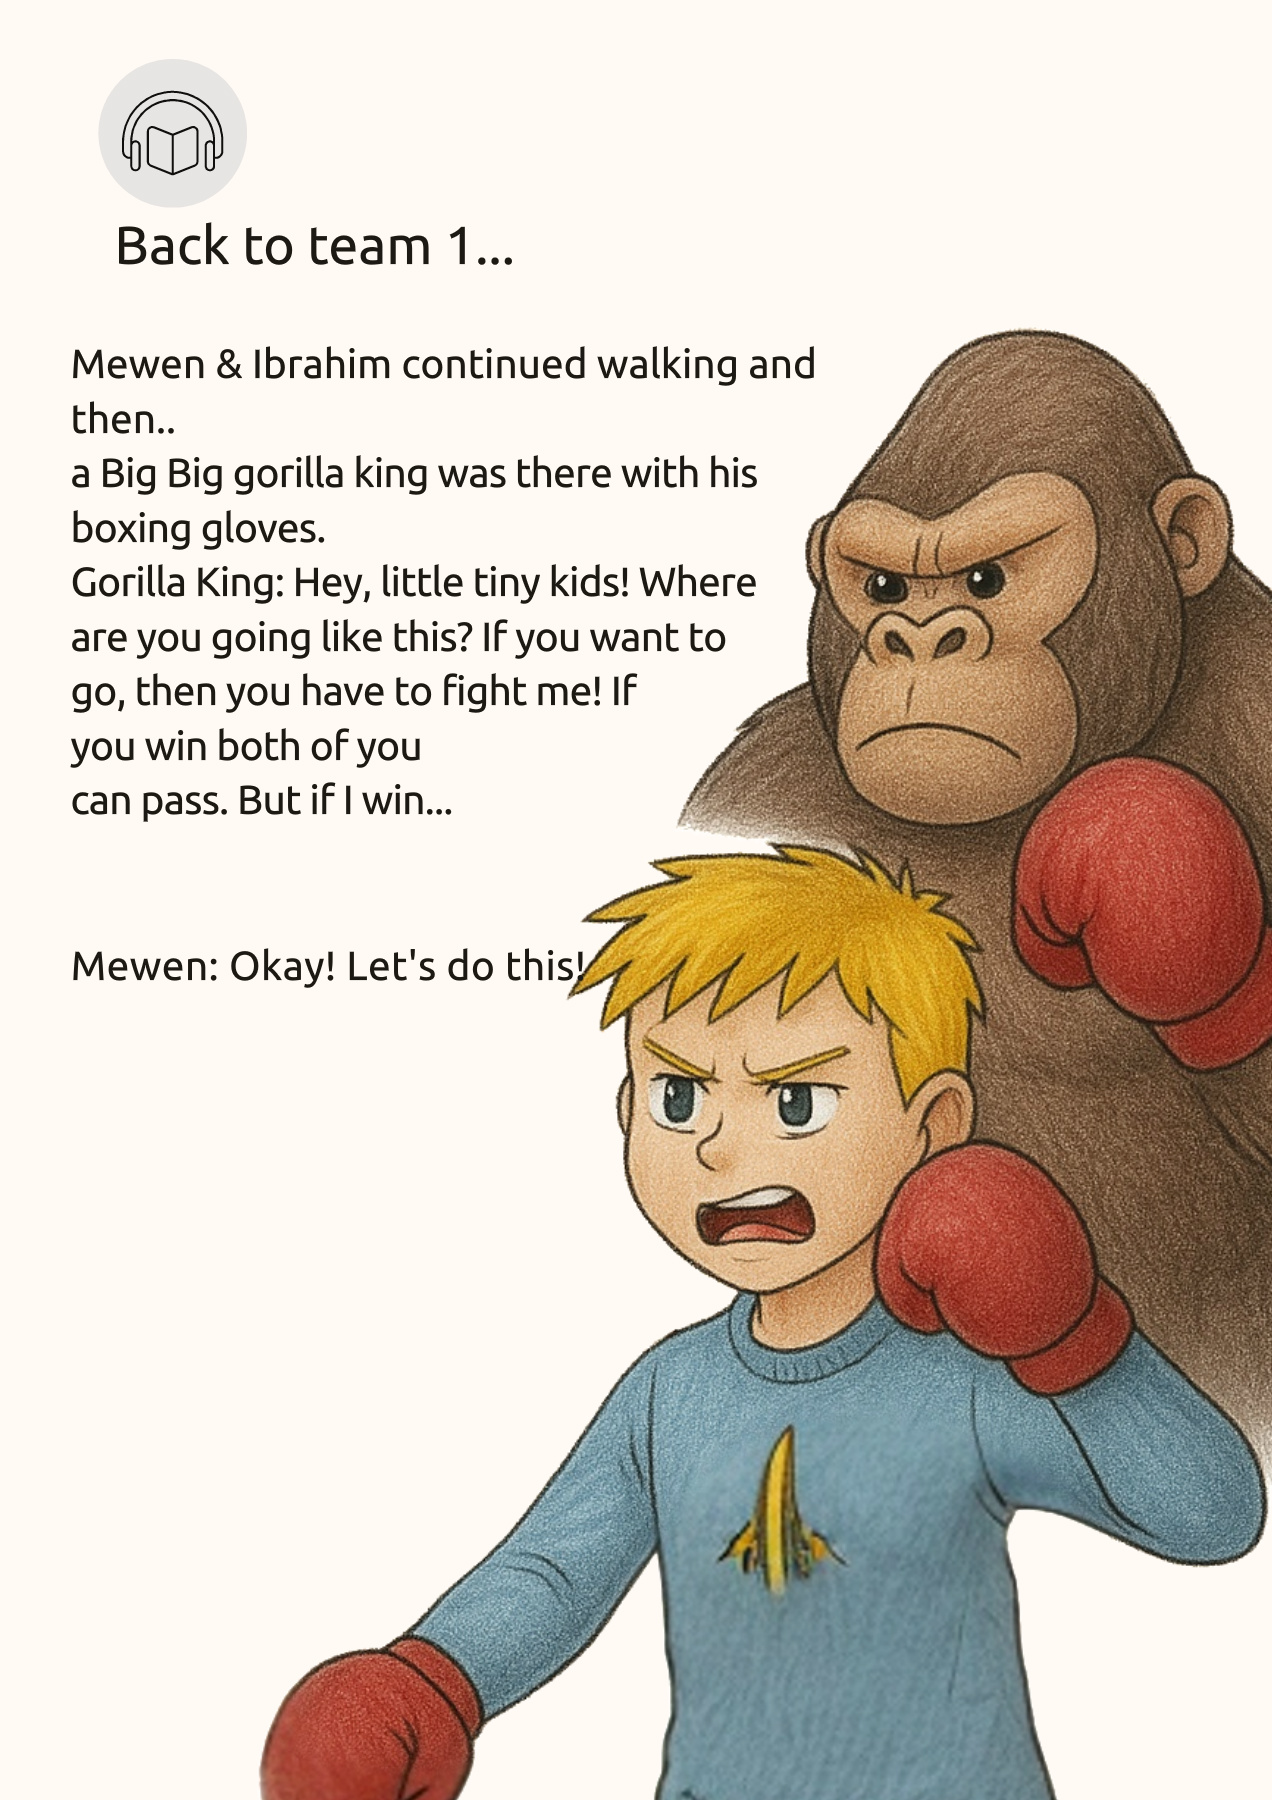 Back to team 1...
Mewen & Ibrahim continued walking and
then..
a Big Big gorilla king was there with his
boxing gloves.
Gorilla King: Hey, little tiny kids! Where
are you going like this? If you want to
go, then you have to fight me! If
you win both of you
can pass. But if I win...
Mewen: Okay! Let's do this!